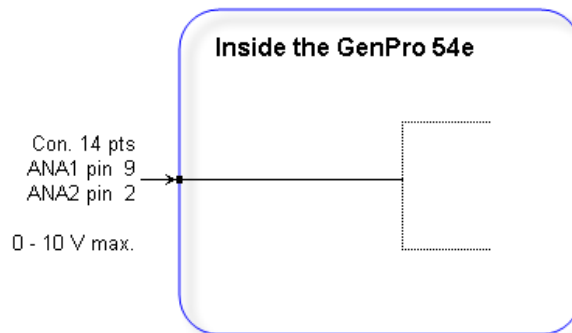 Inside the GenPro 54e
Con. 14 pts
ANA1 pin 9
ANA2 pin 2
0 - 10 V max.